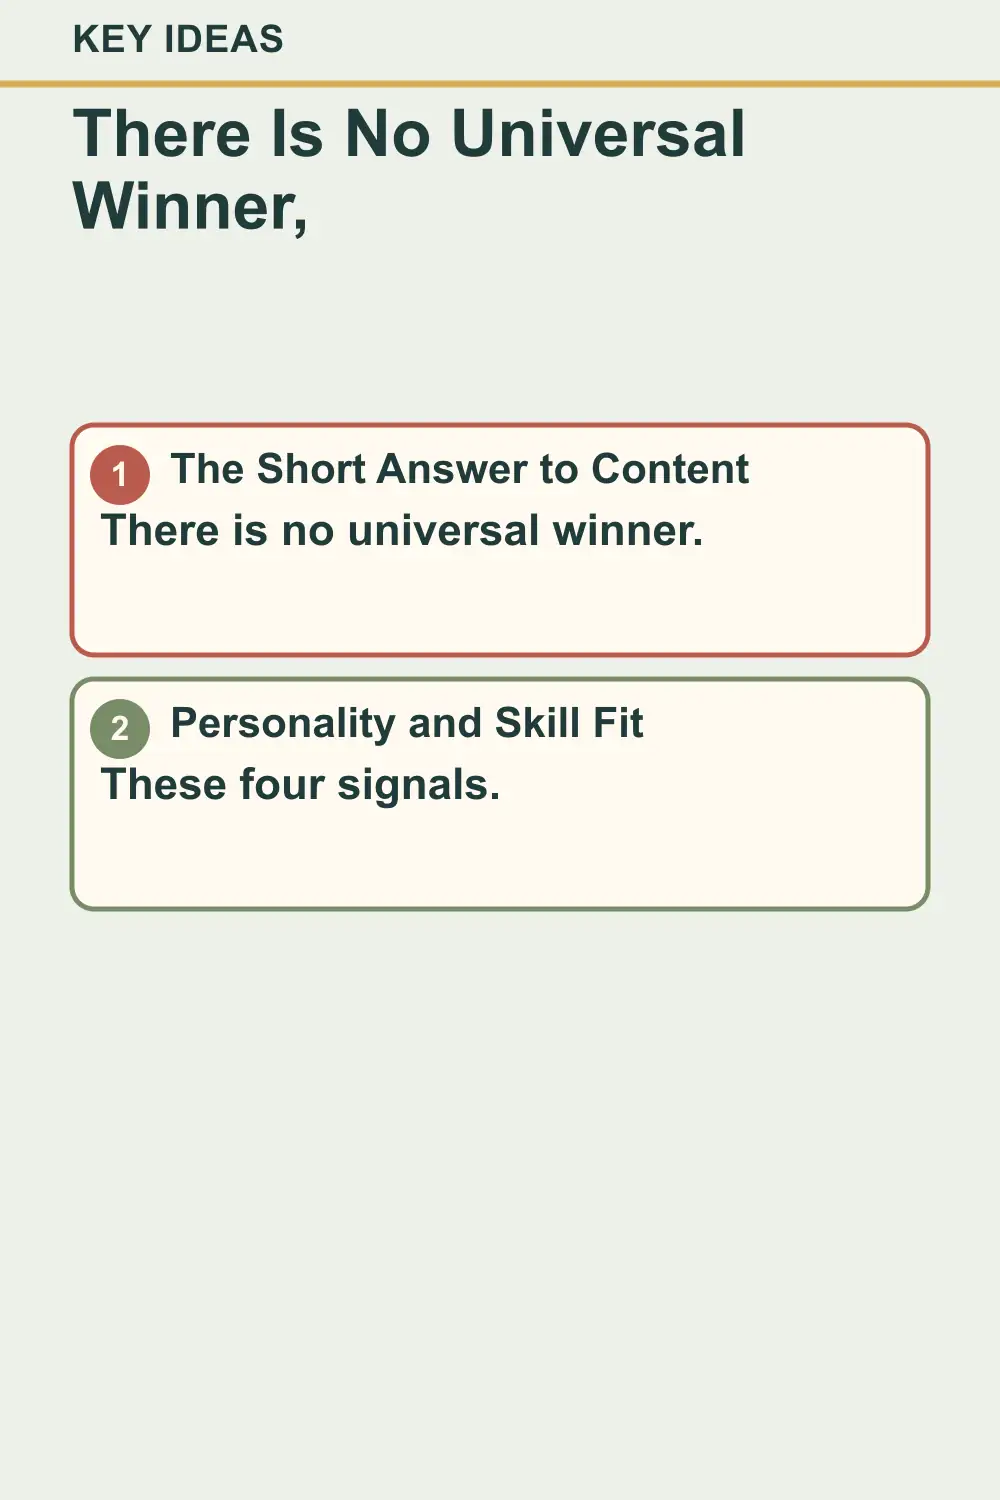 KEY IDEAS
There Is No Universal
Winner,
1 The Short Answer to Content
There is no universal winner.
2 Personality and Skill Fit
These four signals.